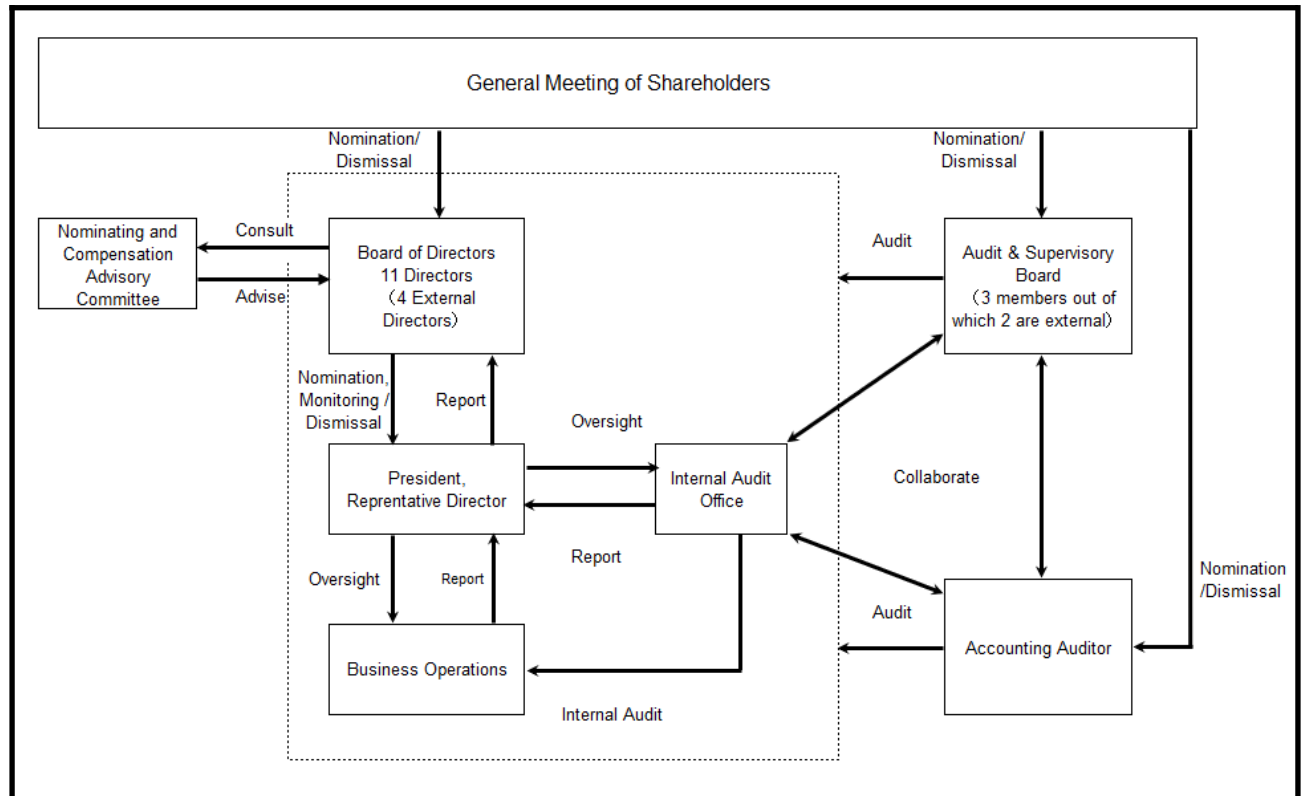 General Meeting of Shareholders
Nomination/
Dismissal
Nomination/
Dismissal
Nominating and
Compensation
Advisory
Committee
Consult
Advise
Board of Directors
11 Directors
（4 External
Directors）
Audit
Audit & Supervisory
Board
（3 members out of
which 2 are external）
Nomination,
Monitoring /
Dismissal
Report
Oversight
President,
Reprentative Director
Internal Audit
Office
Collaborate
Report
Oversight
Report
Nomination
/Dismissal
Audit
Business Operations
Accounting Auditor
Internal Audit